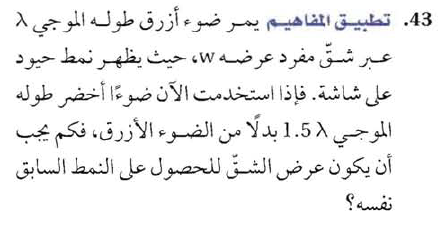 43. تطبيق المفاهيم يمر ضوء أزرق طوله الموجي λ
عبر شقّ مفرد عرضه w، حيث يظهر نمط حيود
على شاشة. فإذا استخدمت الآن ضوءًا أخضر طوله
الموجي 1.5 λ بدلًا من الضوء الأزرق، فكم يجب
أن يكون عرض الشقّ للحصول على النمط السابق
نفسه؟